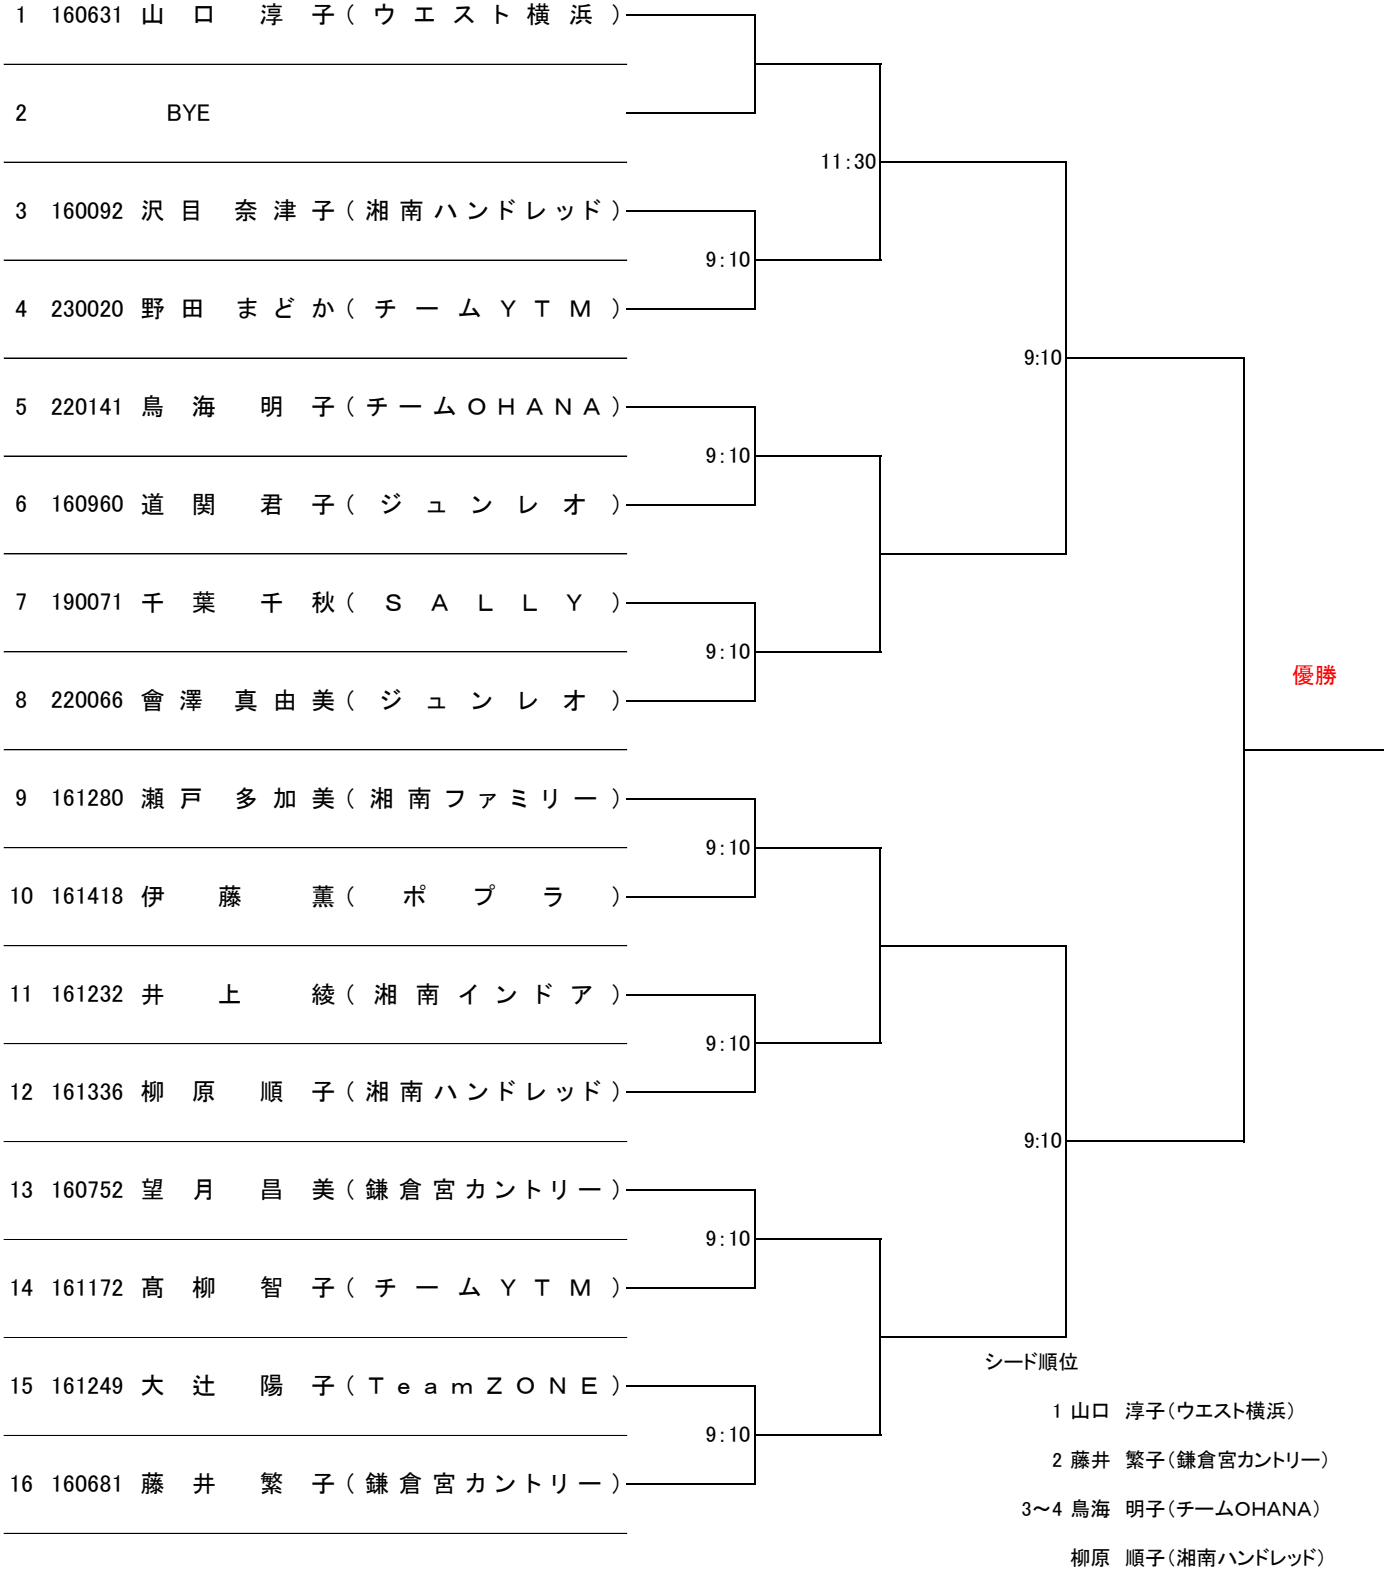 1 160631 山口 淳子(ウエスト横浜)
2 BYE
11:30
3 160092 沢目 奈津子(湘南ハンドレッド)
9:10
4 230020 野田 まどか(チームYTM)
9:10
5 220141 鳥海 明子(チームOHANA)
9:10
6 160960 道関 君子(ジュンレオ)
7 190071 千葉 千秋(SALLY)
9:10
優勝
8 220066 會澤 真由美(ジュンレオ)
9 161280 瀬戸 多加美(湘南ファミリー)
9:10
10 161418 伊藤 薫(ポプラ)
11 161232 井上 綾(湘南インドア)
9:10
12 161336 柳原 順子(湘南ハンドレッド)
9:10
13 160752 望月 昌美(鎌倉宮カントリー)
9:10
14 161172 髙柳 智子(チームYTM)
シード順位
15 161249 大辻 陽子(TeamZONE)
1 山口 淳子(ウエスト横浜)
9:10
2 藤井 繁子(鎌倉宮カントリー)
16 160681 藤井 繁子(鎌倉宮カントリー)
3～4 鳥海 明子(チームOHANA)
柳原 順子(湘南ハンドレッド)